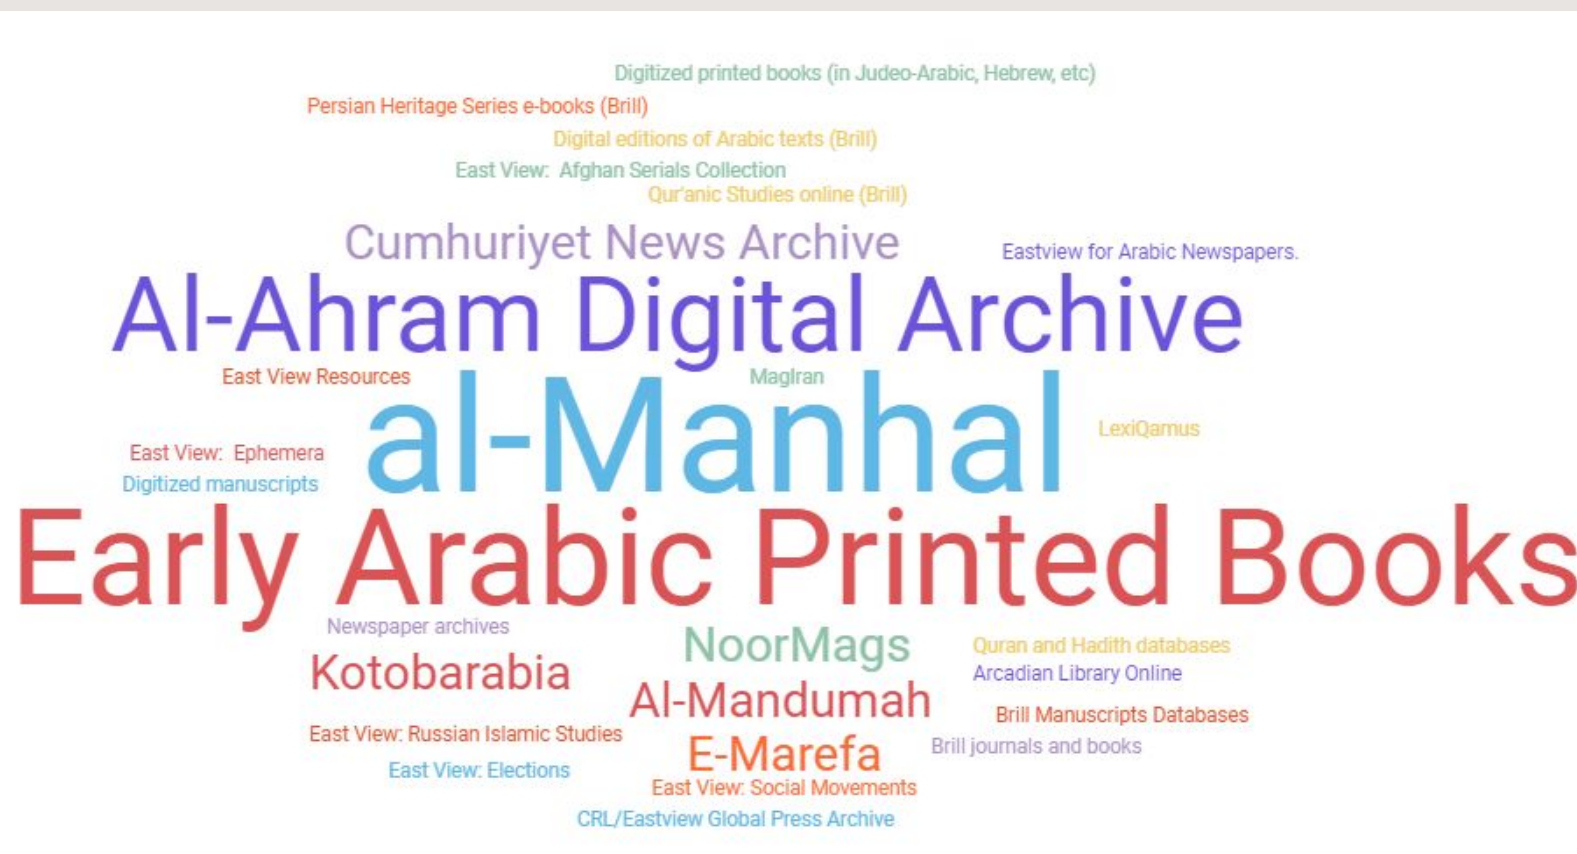 Digitized printed books (in Judeo-Arabic, Hebrew, etc)
Persian Heritage Series e-books (Brill)
Digital editions of Arabic texts (Brill)
East View:  Afghan Serials Collection
Qur'anic Studies online (Brill)
Cumhuriyet News Archive
Eastview for Arabic Newspapers.
Al-Ahram Digital Archive
East View Resources
MagIran
al-Manhal
LexiQamus
East View:  Ephemera
Digitized manuscripts
Early Arabic Printed Books
Newspaper archives
NoorMags
Quran and Hadith databases
Kotobarabia
Arcadian Library Online
Al-Mandumah
Brill Manuscripts Databases
East View: Russian Islamic Studies
E-Marefa
Brill journals and books
East View: Elections
East View: Social Movements
CRL/Eastview Global Press Archive